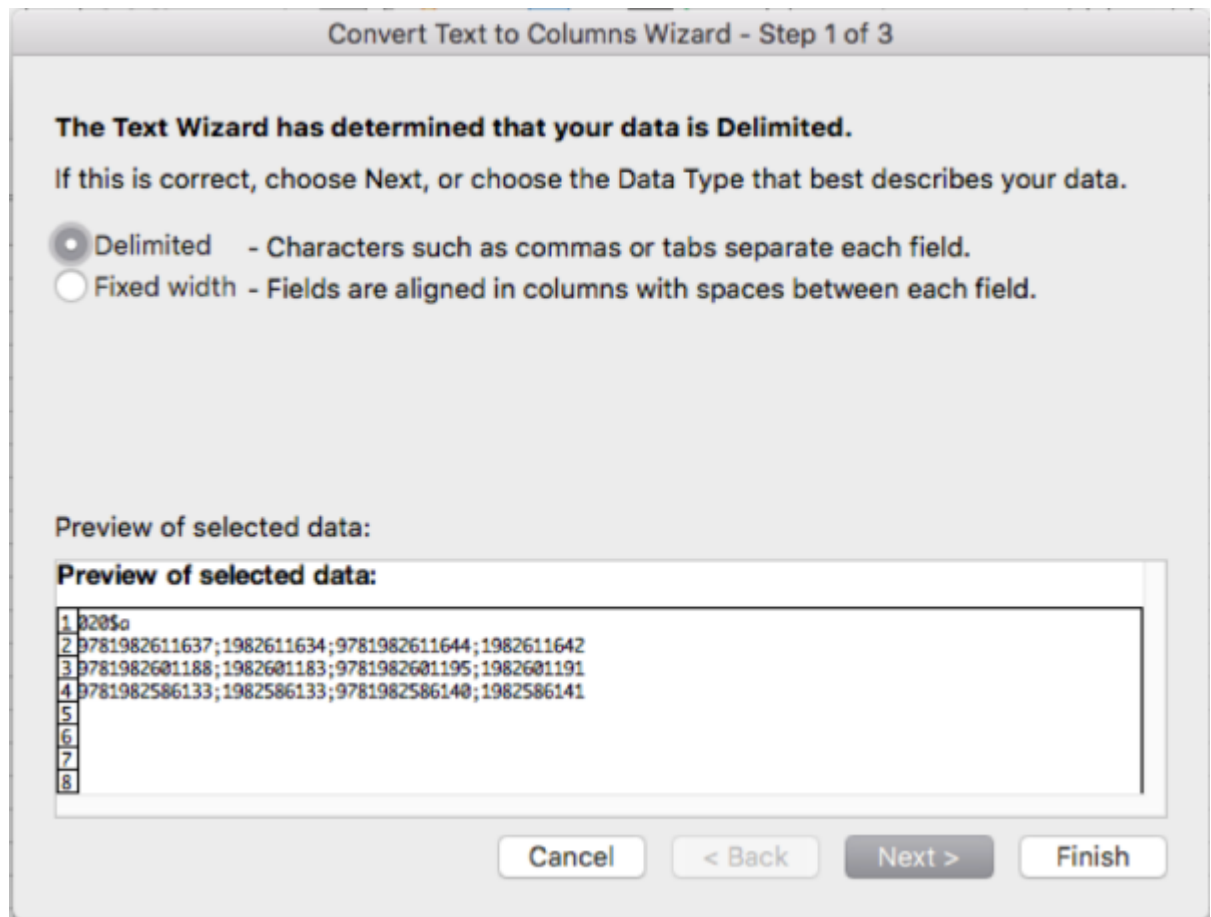 Convert Text to Columns Wizard - Step 1 of 3
The Text Wizard has determined that your data is Delimited.
If this is correct, choose Next, or choose the Data Type that best describes your data.
Delimited - Characters such as commas or tabs separate each field.
Fixed width - Fields are aligned in columns with spaces between each field.
Preview of selected data:
Preview of selected data:
1 020$a
2 9781982611637;1982611634;9781982611644;1982611642
3 9781982601188;1982601183;9781982601195;1982601191
4 9781982586133;1982586133;9781982586140;1982586141
5
6
7
8
Cancel < Back Next > Finish